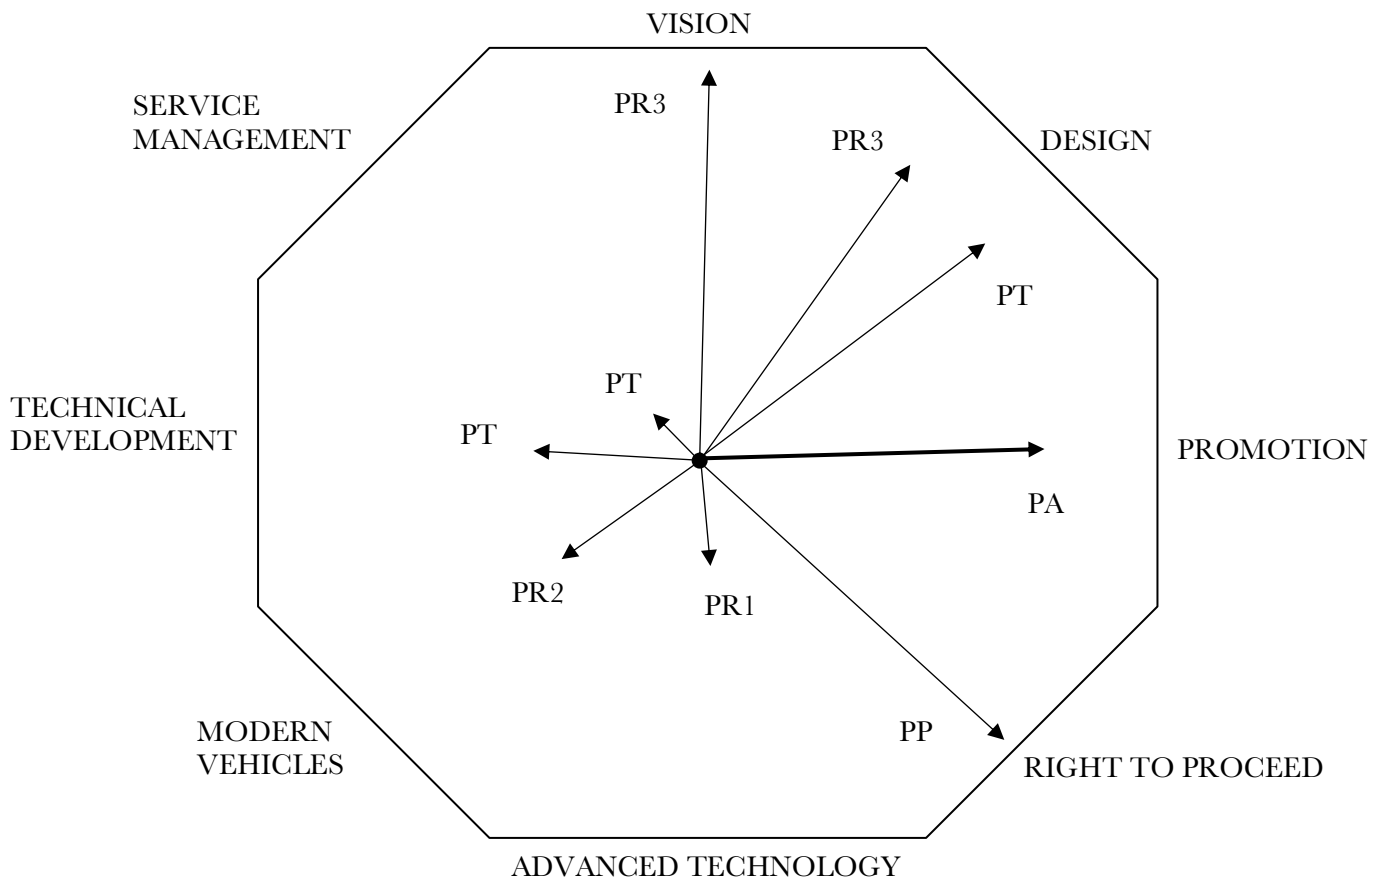 VISION
SERVICE
MANAGEMENT
PR3
PR3
DESIGN
PT
PT
TECHNICAL
DEVELOPMENT
PT
PROMOTION
PA
PR2
PR1
PP
MODERN
VEHICLES
RIGHT TO PROCEED
ADVANCED TECHNOLOGY